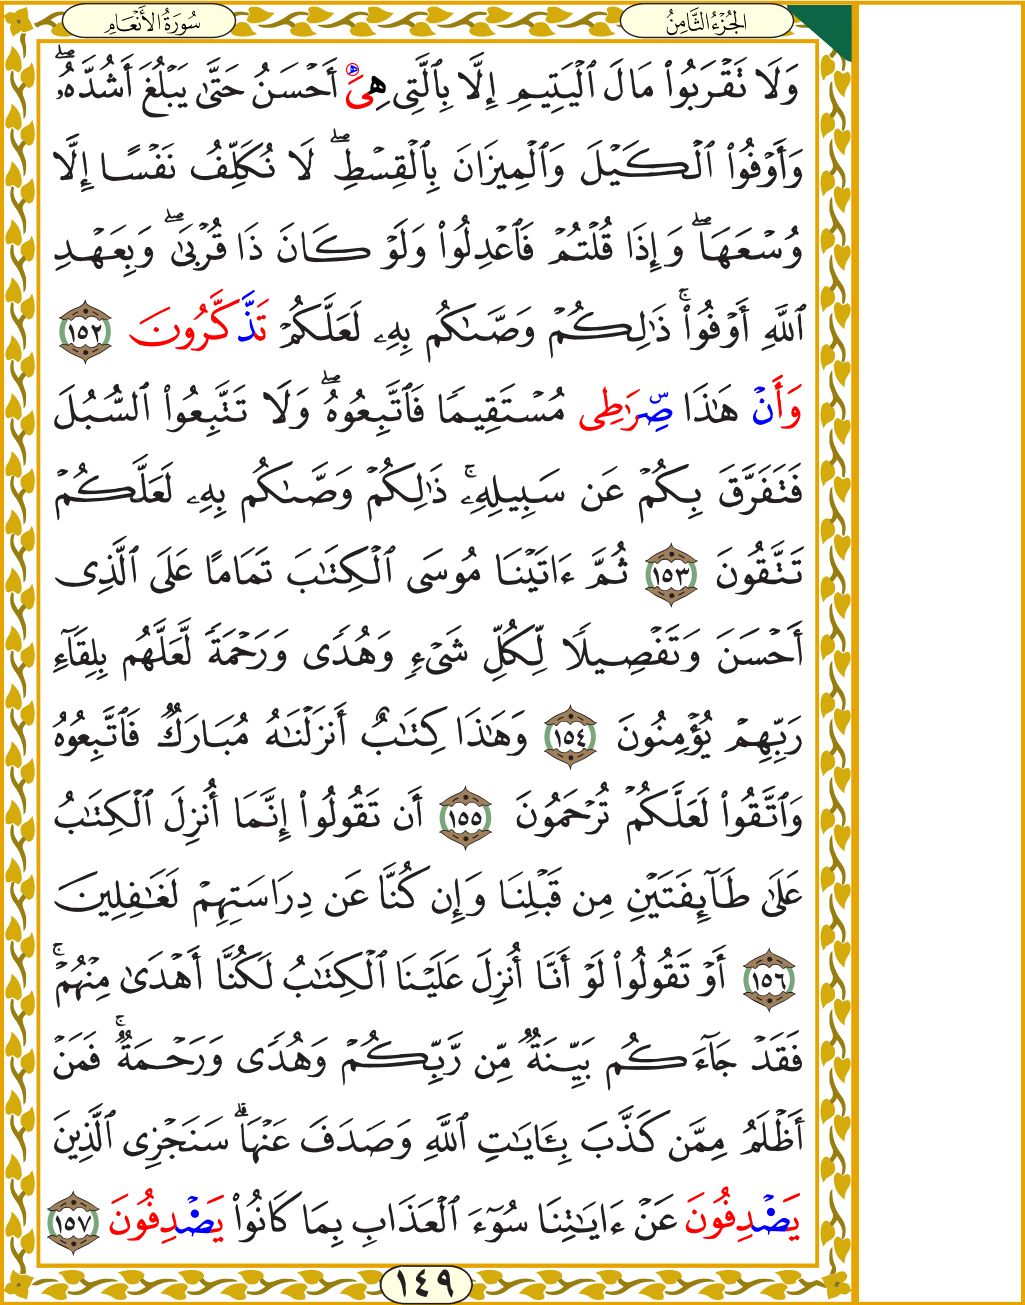 الجُزْءُ الثَّامِنُ
سُورَةُ الأَنْعَامِ
وَلَا تَقْرَبُوا۟ مَالَ ٱلْيَتِيمِ إِلَّا بِٱلَّتِى هِىَ أَحْسَنُ حَتَّىٰ يَبْلُغَ أَشُدَّهُۥۖ
وَأَوْفُوا۟ ٱلْكَيْلَ وَٱلْمِيزَانَ بِٱلْقِسْطِۖ لَا نُكَلِّفُ نَفْسًا إِلَّا
وُسْعَهَاۖ وَإِذَا قُلْتُمْ فَٱعْدِلُوا۟ وَلَوْ كَانَ ذَا قُرْبَىٰۖ وَبِعَهْدِ
ٱللَّهِ أَوْفُوا۟ۚ ذَٰلِكُمْ وَصَّىٰكُم بِهِۦ لَعَلَّكُمْ تَذَّكَّرُونَ ١٥٢
وَأَنْ هَٰذَا صِرَٰطِى مُسْتَقِيمًا فَٱتَّبِعُوهُۖ وَلَا تَتَّبِعُوا۟ ٱلسُّبُلَ
فَتَفَرَّقَ بِكُمْ عَن سَبِيلِهِۦۚ ذَٰلِكُمْ وَصَّىٰكُم بِهِۦ لَعَلَّكُمْ
تَتَّقُونَ ١٥٣ ثُمَّ ءَاتَيْنَا مُوسَى ٱلْكِتَٰبَ تَمَامًا عَلَى ٱلَّذِى
أَحْسَنَ وَتَفْصِيلًا لِّكُلِّ شَىْءٍ وَهُدًى وَرَحْمَةً لَّعَلَّهُم بِلِقَآءِ
رَبِّهِمْ يُؤْمِنُونَ ١٥٤ وَهَٰذَا كِتَٰبٌ أَنزَلْنَٰهُ مُبَارَكٌ فَٱتَّبِعُوهُ
وَٱتَّقُوا۟ لَعَلَّكُمْ تُرْحَمُونَ ١٥٥ أَن تَقُولُوٓا۟ إِنَّمَآ أُنزِلَ ٱلْكِتَٰبُ
عَلَىٰ طَآئِفَتَيْنِ مِن قَبْلِنَا وَإِن كُنَّا عَن دِرَاسَتِهِمْ لَغَٰفِلِينَ
١٥٦ أَوْ تَقُولُوا۟ لَوْ أَنَّآ أُنزِلَ عَلَيْنَا ٱلْكِتَٰبُ لَكُنَّآ أَهْدَىٰ مِنْهُمْۚ
فَقَدْ جَآءَكُم بَيِّنَةٌ مِّن رَّبِّكُمْ وَهُدًى وَرَحْمَةٌۚ فَمَنْ
أَظْلَمُ مِمَّن كَذَّبَ بِـَٔايَٰتِ ٱللَّهِ وَصَدَفَ عَنْهَاۗ سَنَجْزِى ٱلَّذِينَ
يَصْدِفُونَ عَنْ ءَايَٰتِنَا سُوٓءَ ٱلْعَذَابِ بِمَا كَانُوا۟ يَصْدِفُونَ ١٥٧
١٤٩